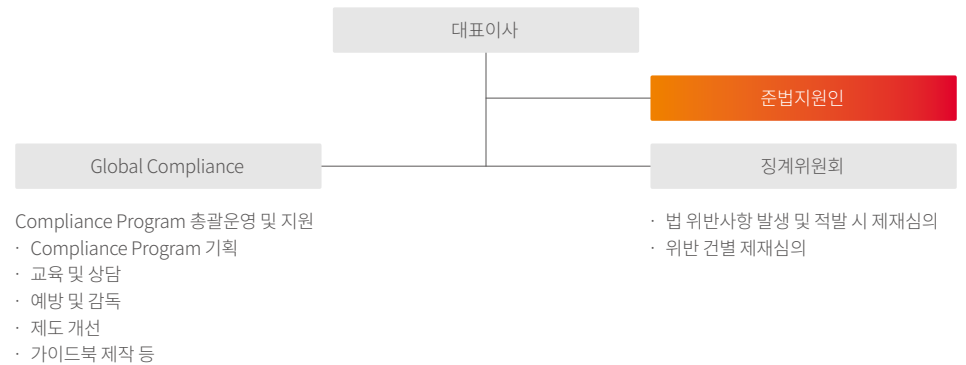 대표이사
준법지원인
Global Compliance
징계위원회
Compliance Program 총괄운영 및 지원
· Compliance Program 기획
· 교육 및 상담
· 예방 및 감독
· 제도 개선
· 가이드북 제작 등
· 법 위반사항 발생 및 적발 시 제재심의
· 위반 건별 제재심의